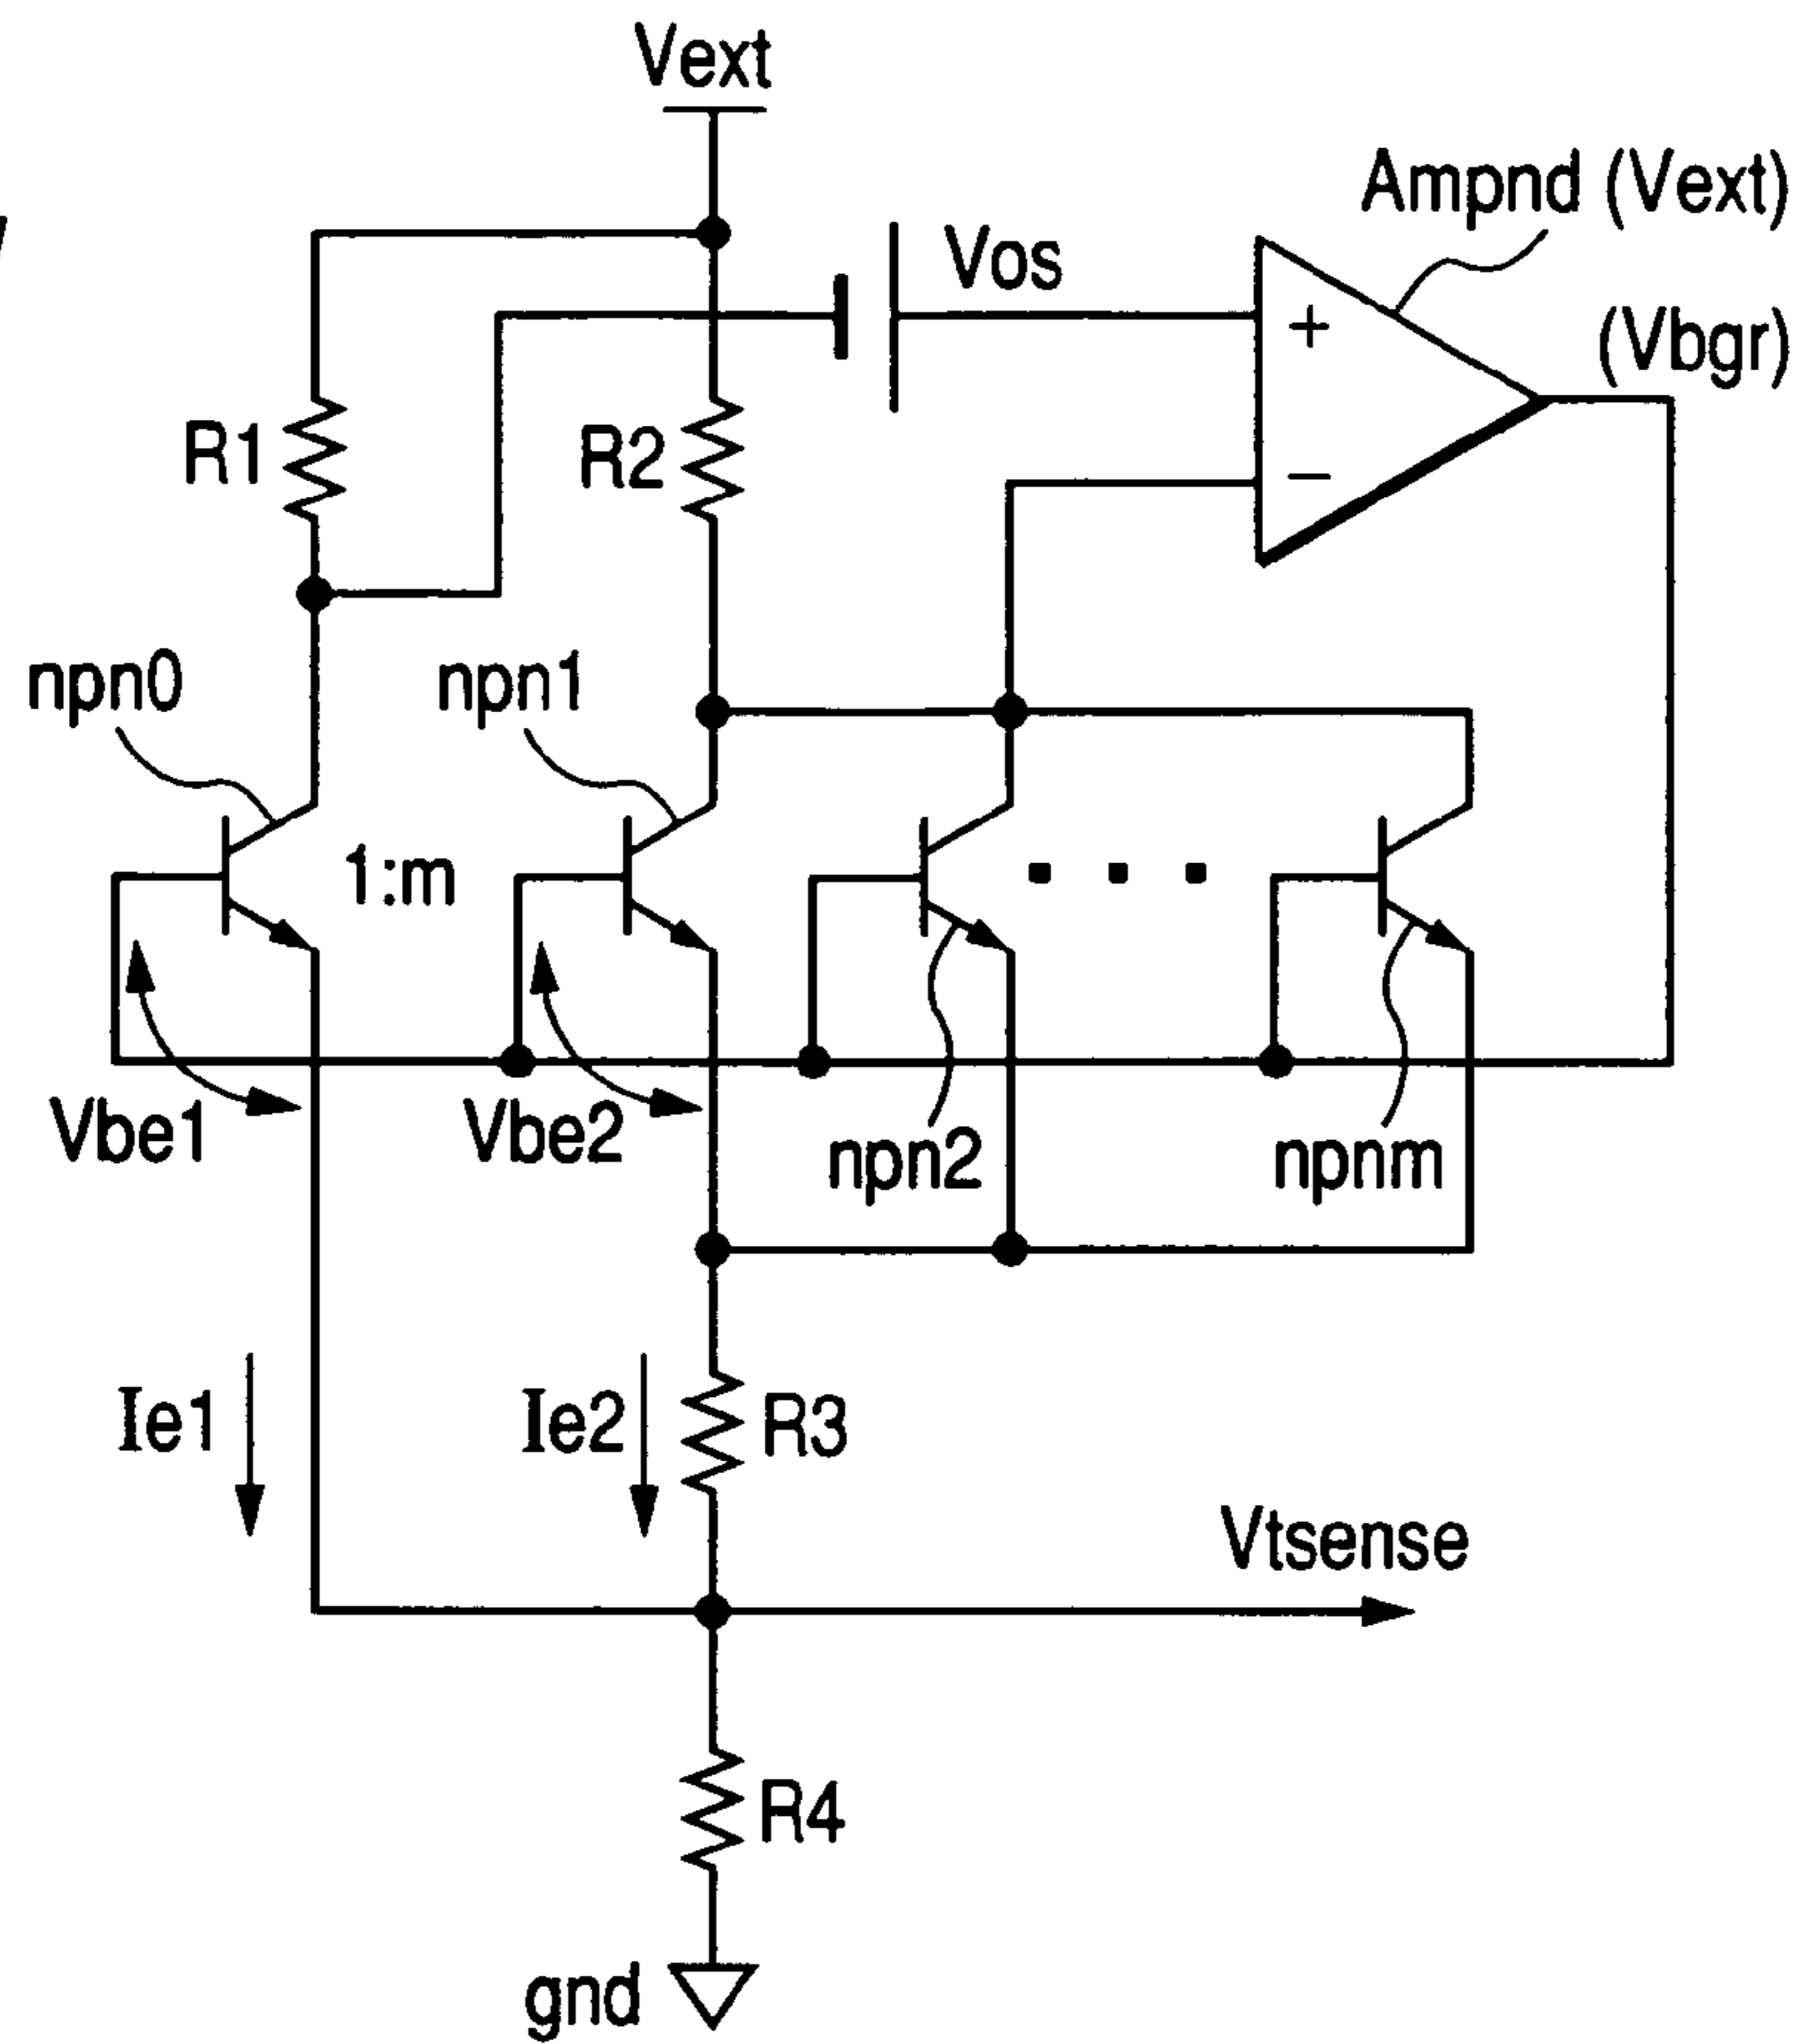 Vext
Ampnd (Vext)
Vos
(Vbgr)
+
R1
R2
−
npn0
npn1
1:m
Vbe1
Vbe2
npn2
npnm
Ie1
Ie2
R3
Vtsense
R4
gnd